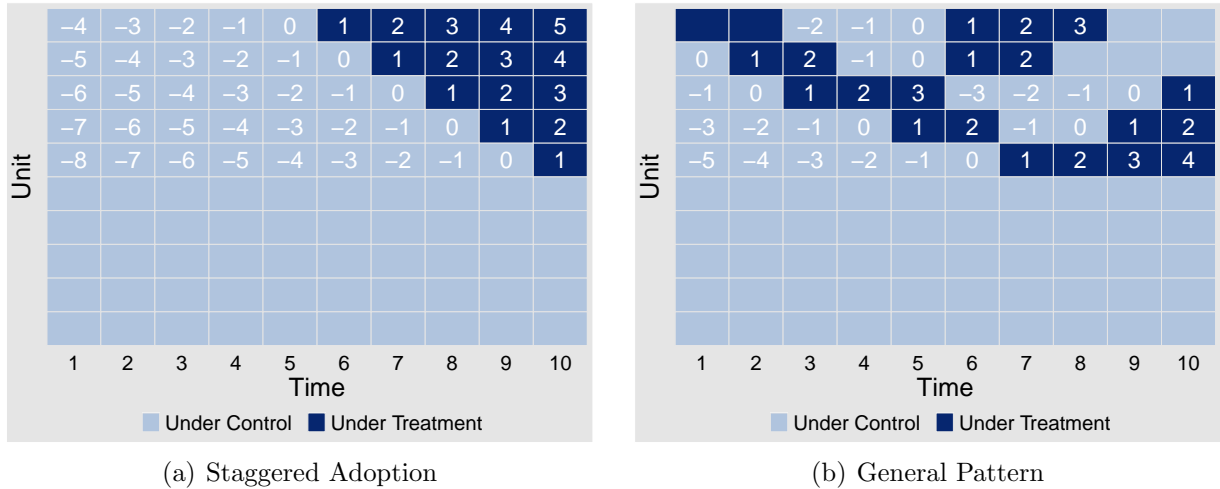 –4 –3 –2 –1 0 1 2 3 4 5
–5 –4 –3 –2 –1 0 1 2 3 4
–6 –5 –4 –3 –2 –1 0 1 2 3
–7 –6 –5 –4 –3 –2 –1 0 1 2
–8 –7 –6 –5 –4 –3 –2 –1 0 1
Unit
1 2 3 4 5 6 7 8 9 10
Time
Under Control Under Treatment
(a) Staggered Adoption
–2 –1 0 1 2 3
0 1 2 –1 0 1 2
–1 0 1 2 3 –3 –2 –1 0 1
–3 –2 –1 0 1 2 –1 0 1 2
–5 –4 –3 –2 –1 0 1 2 3 4
Unit
1 2 3 4 5 6 7 8 9 10
Time
Under Control Under Treatment
(b) General Pattern